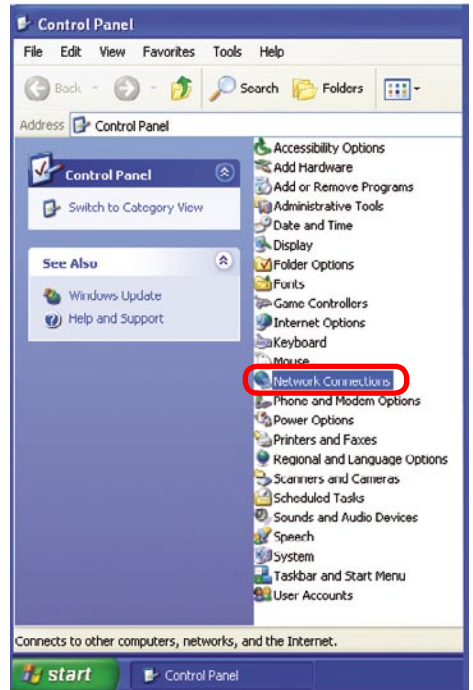 Control Panel
File Edit View Favorites Tools Help
Back Search Folders
Address Control Panel
Control Panel
Switch to Category View
See Also
Windows Update
Help and Support
Accessibility Options
Add Hardware
Add or Remove Programs
Administrative Tools
Date and Time
Display
Folder Options
Fonts
Game Controllers
Internet Options
Keyboard
Mouse
Network Connections
Phone and Modem Options
Power Options
Printers and Faxes
Regional and Language Options
Scanners and Cameras
Scheduled Tasks
Sounds and Audio Devices
Speech
System
Taskbar and Start Menu
User Accounts
Connects to other computers, networks, and the Internet.
start Control Panel